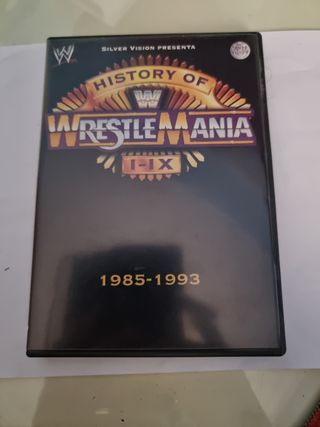 SILVER VISION PRESENTA
W
HISTORY OF
W
WRESTLEMANIA
I-IX
1985-1993